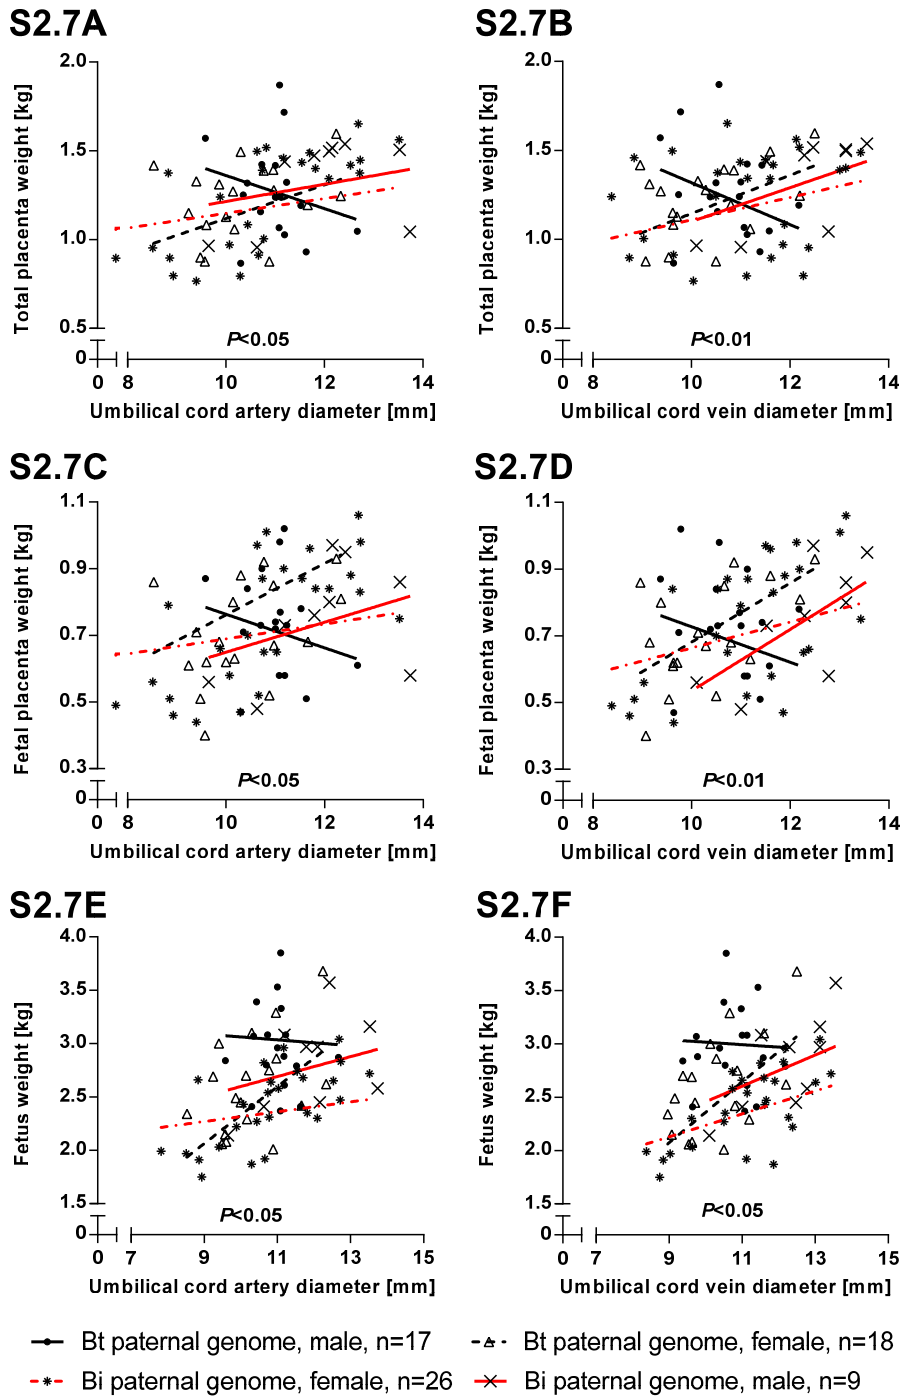 S2.7A
S2.7B
Total placenta weight [kg]
2.0
1.5
1.0
0.5
0
P<0.05
0 8 10 12 14
Umbilical cord artery diameter [mm]
Total placenta weight [kg]
2.0
1.5
1.0
0.5
0
P<0.01
0 8 10 12 14
Umbilical cord vein diameter [mm]
S2.7C
S2.7D
Fetal placenta weight [kg]
1.1
0.9
0.7
0.5
0.3
0
P<0.05
0 8 10 12 14
Umbilical cord artery diameter [mm]
Fetal placenta weight [kg]
1.1
0.9
0.7
0.5
0.3
0
P<0.01
0 8 10 12 14
Umbilical cord vein diameter [mm]
S2.7E
S2.7F
Fetus weight [kg]
4.0
3.5
3.0
2.5
2.0
1.5
0
P<0.05
0 7 9 11 13 15
Umbilical cord artery diameter [mm]
Fetus weight [kg]
4.0
3.5
3.0
2.5
2.0
1.5
0
P<0.05
0 7 9 11 13 15
Umbilical cord vein diameter [mm]
Bt paternal genome, male, n=17
Bt paternal genome, female, n=18
Bi paternal genome, female, n=26
Bi paternal genome, male, n=9